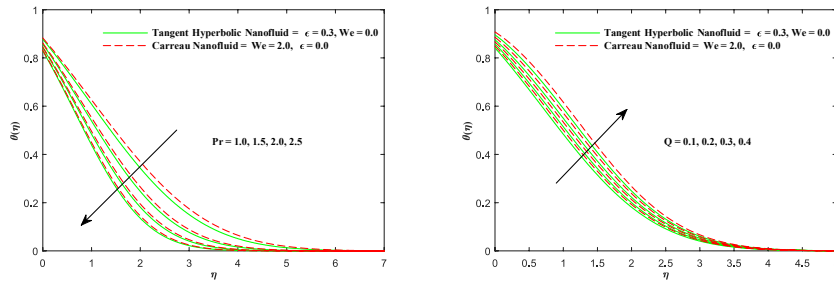 Tangent Hyperbolic Nanofluid = ϵ = 0.3, We = 0.0
Carreau Nanofluid = We = 2.0, ϵ = 0.0
Pr = 1.0, 1.5, 2.0, 2.5
θ(η)
1
0.8
0.6
0.4
0.2
0
0 1 2 3 4 5 6 7
η
Tangent Hyperbolic Nanofluid = ϵ = 0.3, We = 0.0
Carreau Nanofluid = We = 2.0, ϵ = 0.0
Q = 0.1, 0.2, 0.3, 0.4
θ(η)
1
0.8
0.6
0.4
0.2
0
0 0.5 1 1.5 2 2.5 3 3.5 4 4.5
η